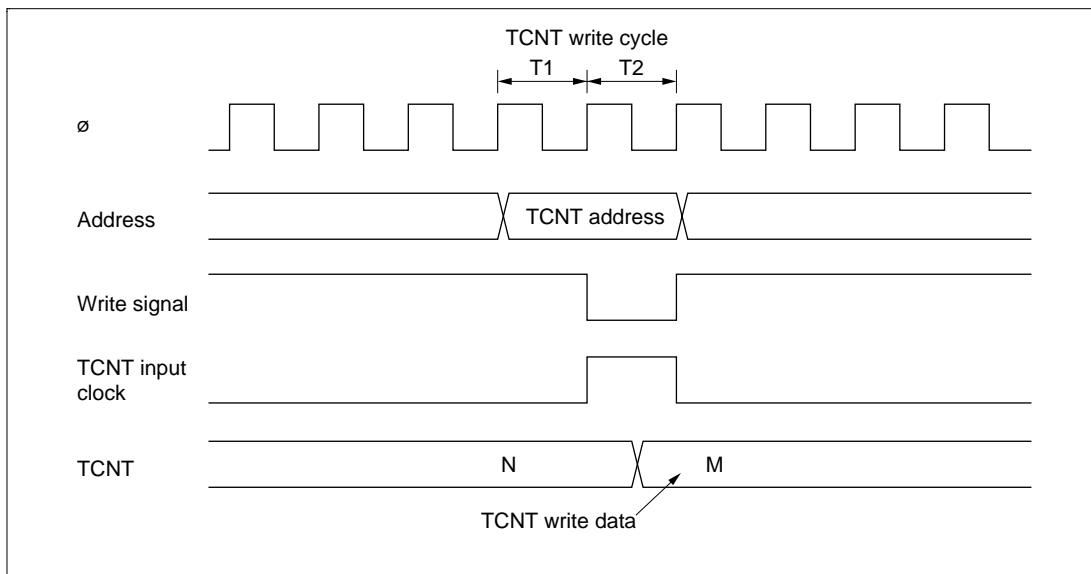 TCNT write cycle
T1 T2
ø
Address
TCNT address
Write signal
TCNT input
clock
TCNT
N M
TCNT write data